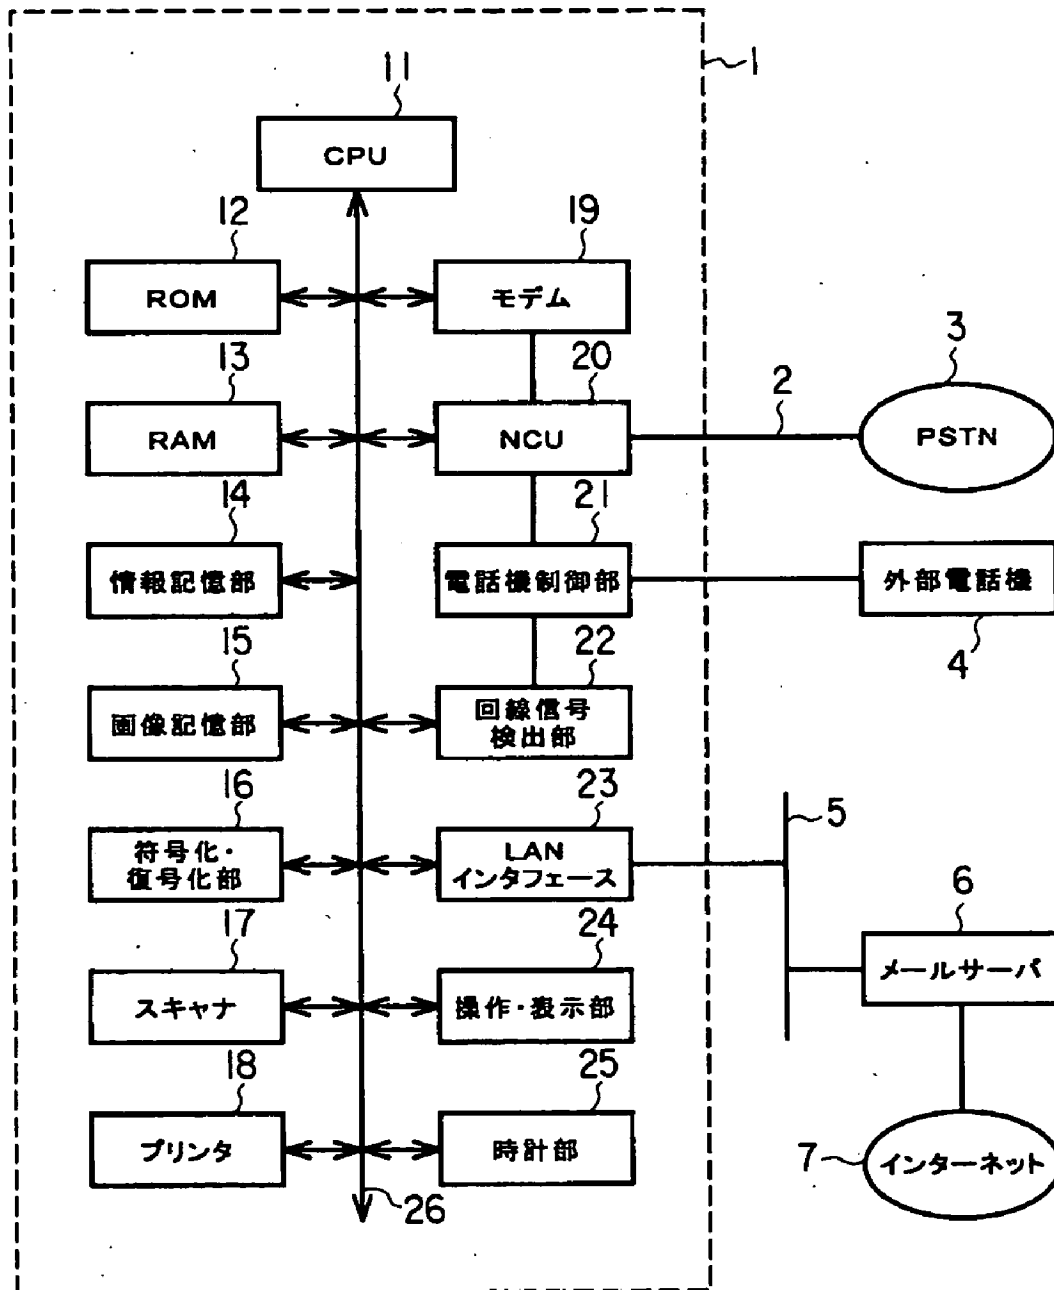 1
11
CPU
12
ROM
19
モデム
13
RAM
20
NCU
2
3
PSTN
14
情報記憶部
21
電話機制御部
外部電話機
4
15
画像記憶部
22
回線信号
検出部
16
符号化・
復号化部
23
LAN
インタフェース
5
6
メールサーバ
17
スキャナ
24
操作・表示部
18
プリンタ
25
時計部
7
インターネット
26